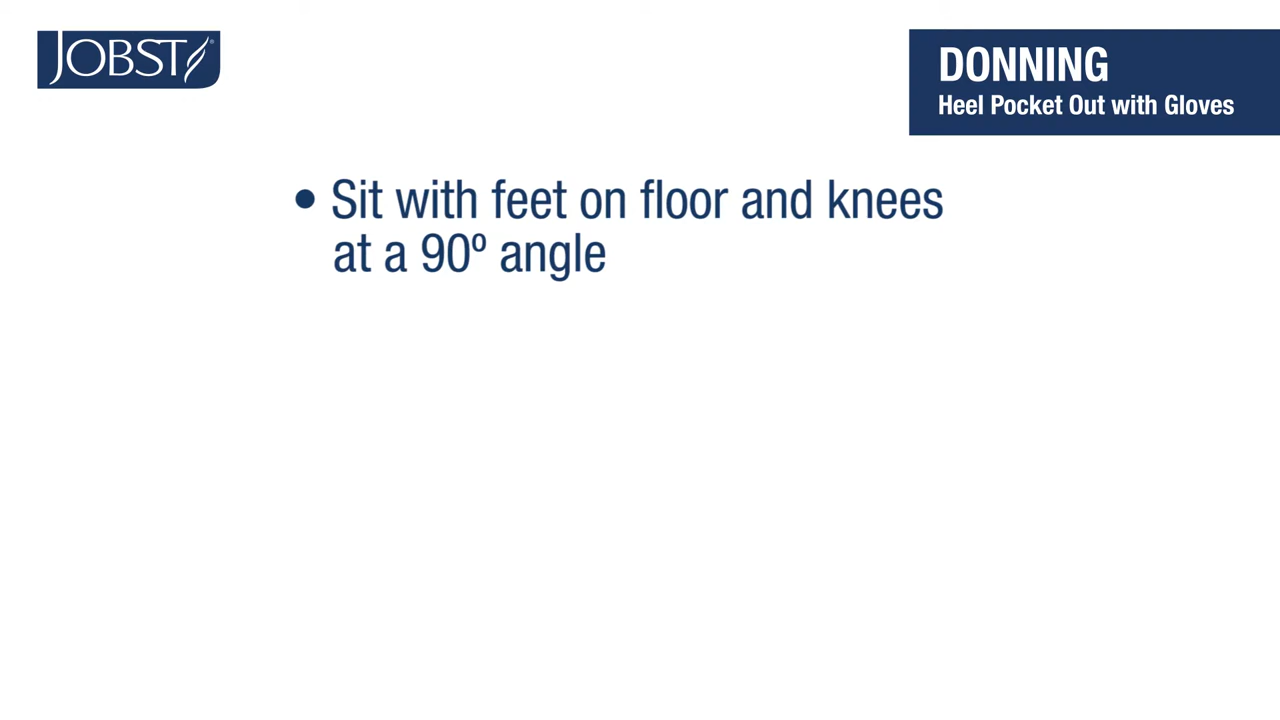 JOBST
DONNING
Heel Pocket Out with Gloves
• Sit with feet on floor and knees
at a 90º angle